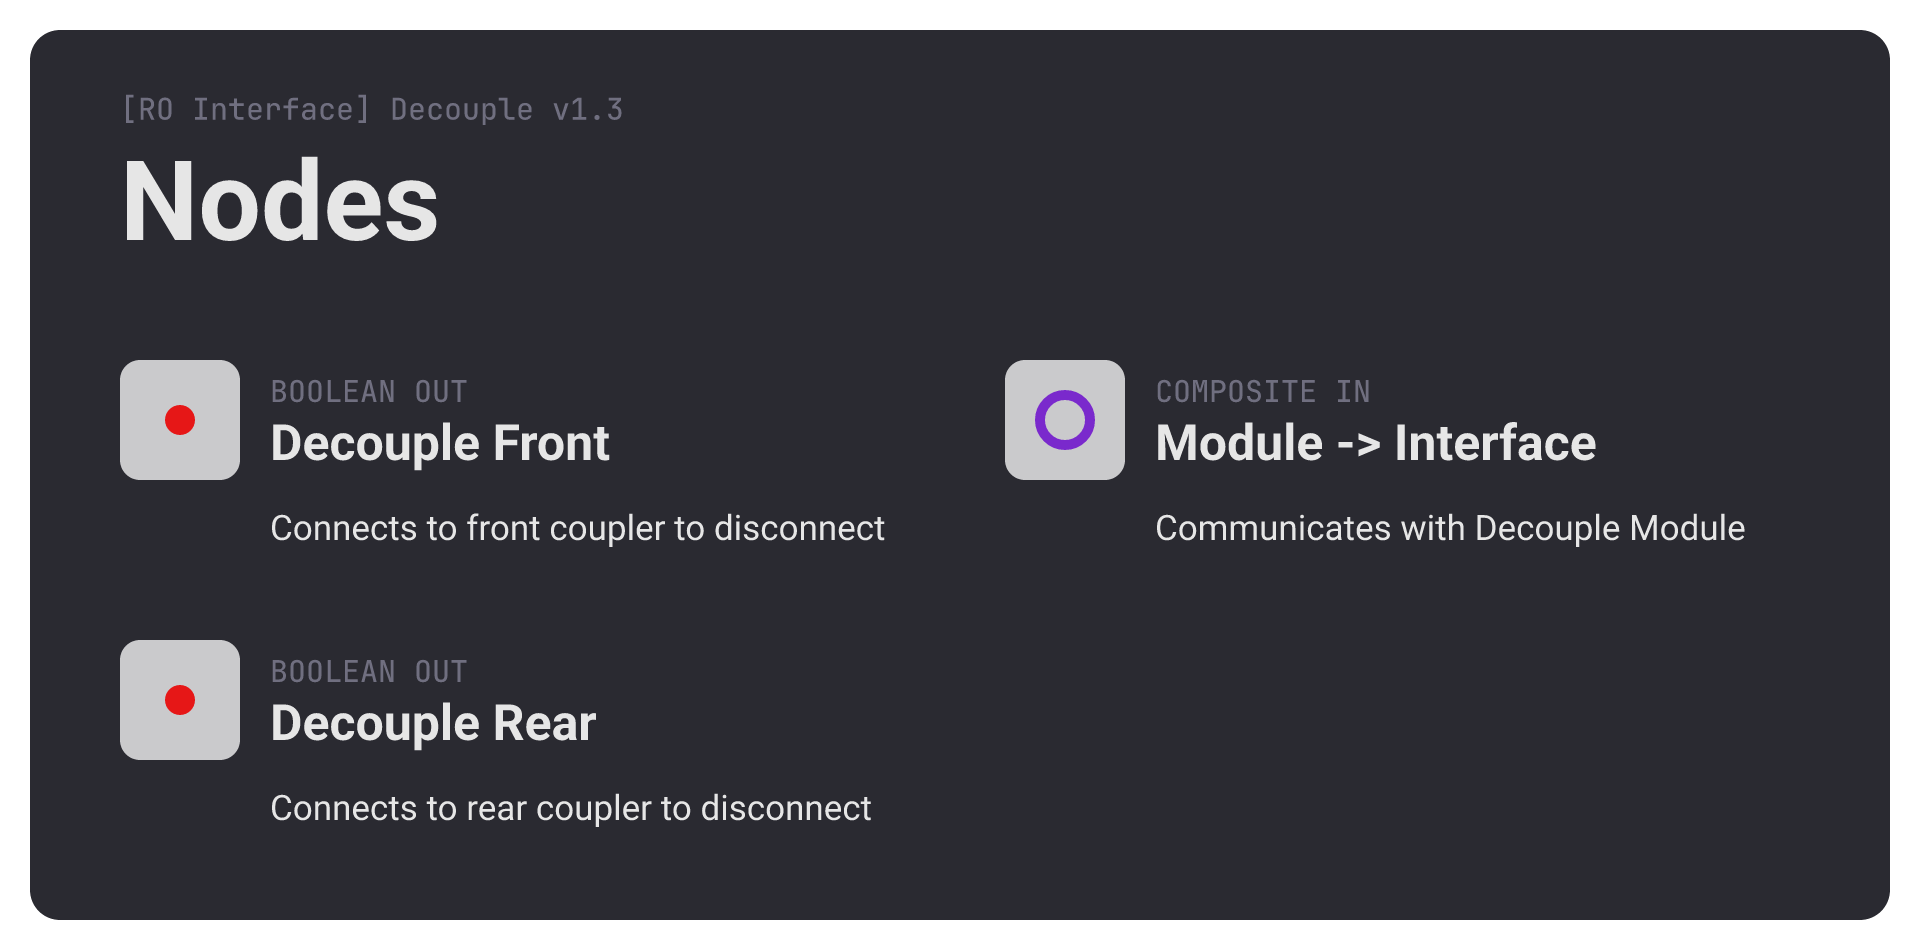 [RO Interface] Decouple v1.3
Nodes
BOOLEAN OUT
Decouple Front
Connects to front coupler to disconnect
COMPOSITE IN
Module -> Interface
Communicates with Decouple Module
BOOLEAN OUT
Decouple Rear
Connects to rear coupler to disconnect